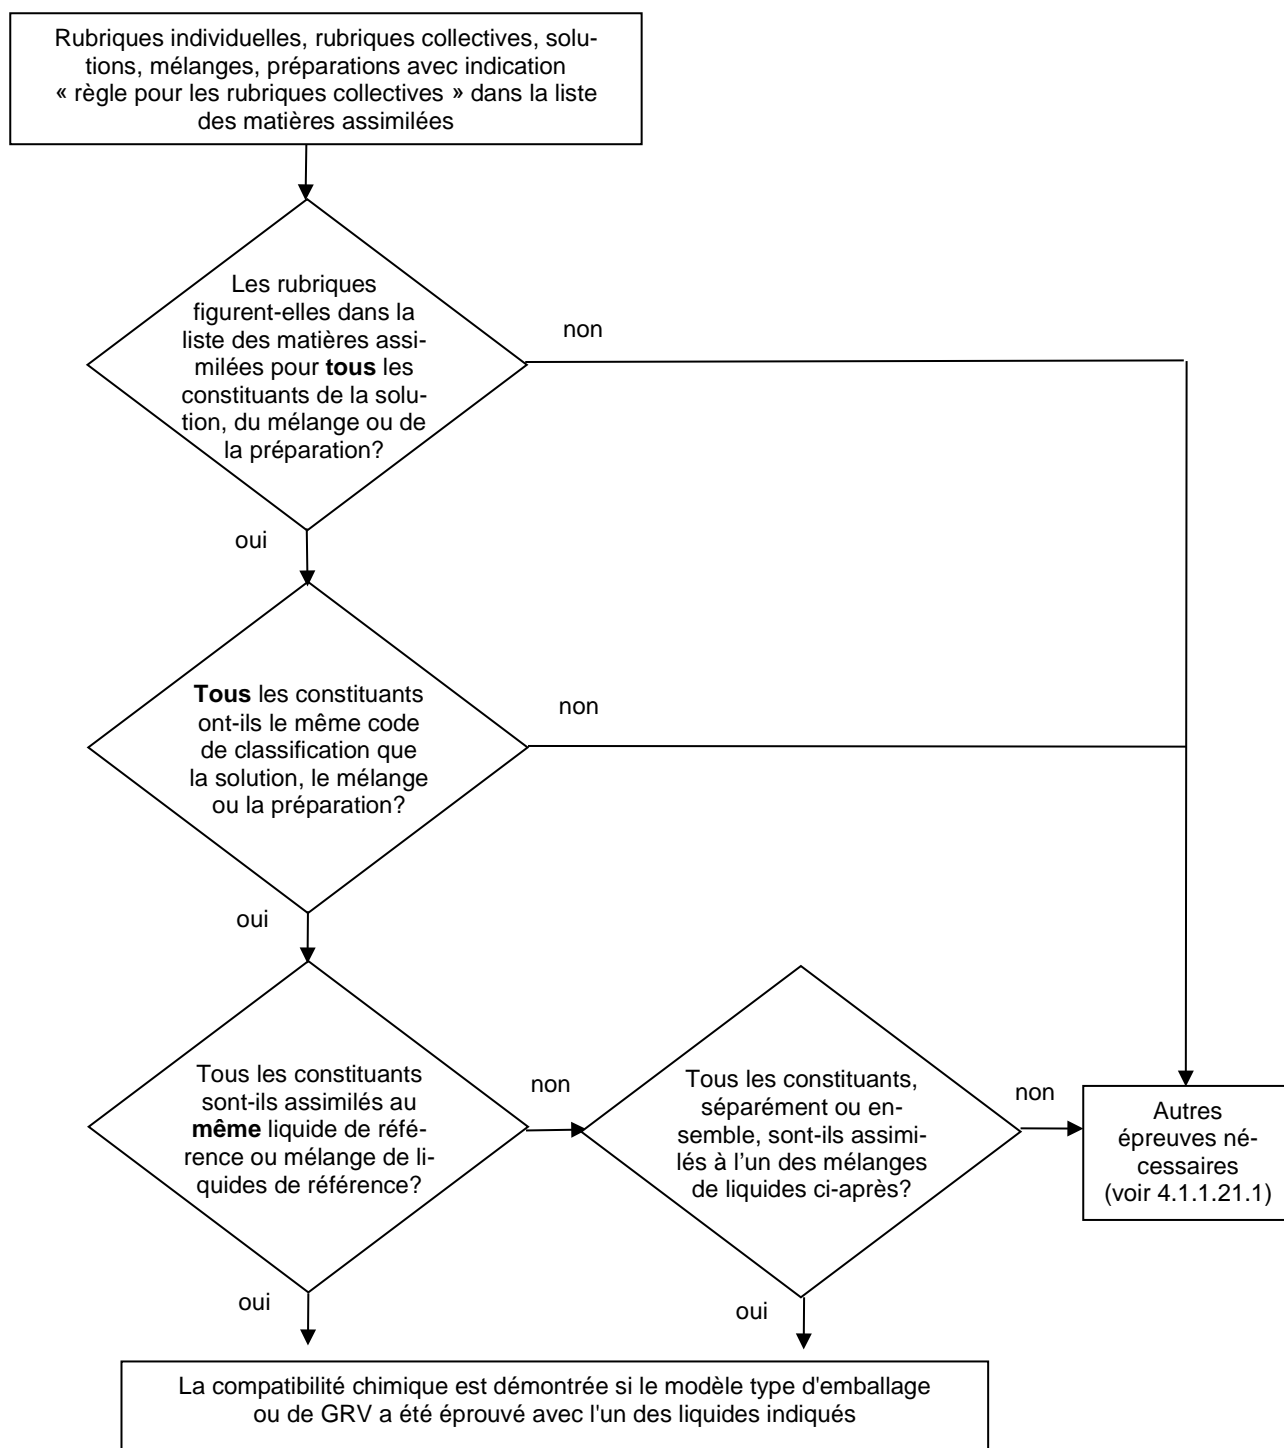 Rubriques individuelles, rubriques collectives, solu-
tions, mélanges, préparations avec indication
« règle pour les rubriques collectives » dans la liste
des matières assimilées
Les rubriques
figurent-elles dans la
liste des matières assi-
milées pour tous les
constituants de la solu-
tion, du mélange ou de
la préparation?
non
oui
Tous les constituants
ont-ils le même code
de classification que
la solution, le mélange
ou la préparation?
non
oui
Tous les constituants
sont-ils assimilés au
même liquide de réfé-
rence ou mélange de li-
quides de référence?
non
Tous les constituants,
séparément ou en-
semble, sont-ils assimi-
lés à l'un des mélanges
de liquides ci-après?
non
Autres
épreuves né-
cessaires
(voir 4.1.1.21.1)
oui
oui
La compatibilité chimique est démontrée si le modèle type d'emballage
ou de GRV a été éprouvé avec l'un des liquides indiqués